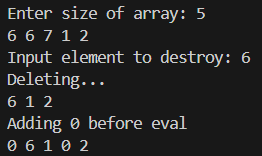 Enter size of array: 5
6 6 7 1 2
Input element to destroy: 6
Deleting...
6 1 2
Adding 0 before eval
0 6 1 0 2